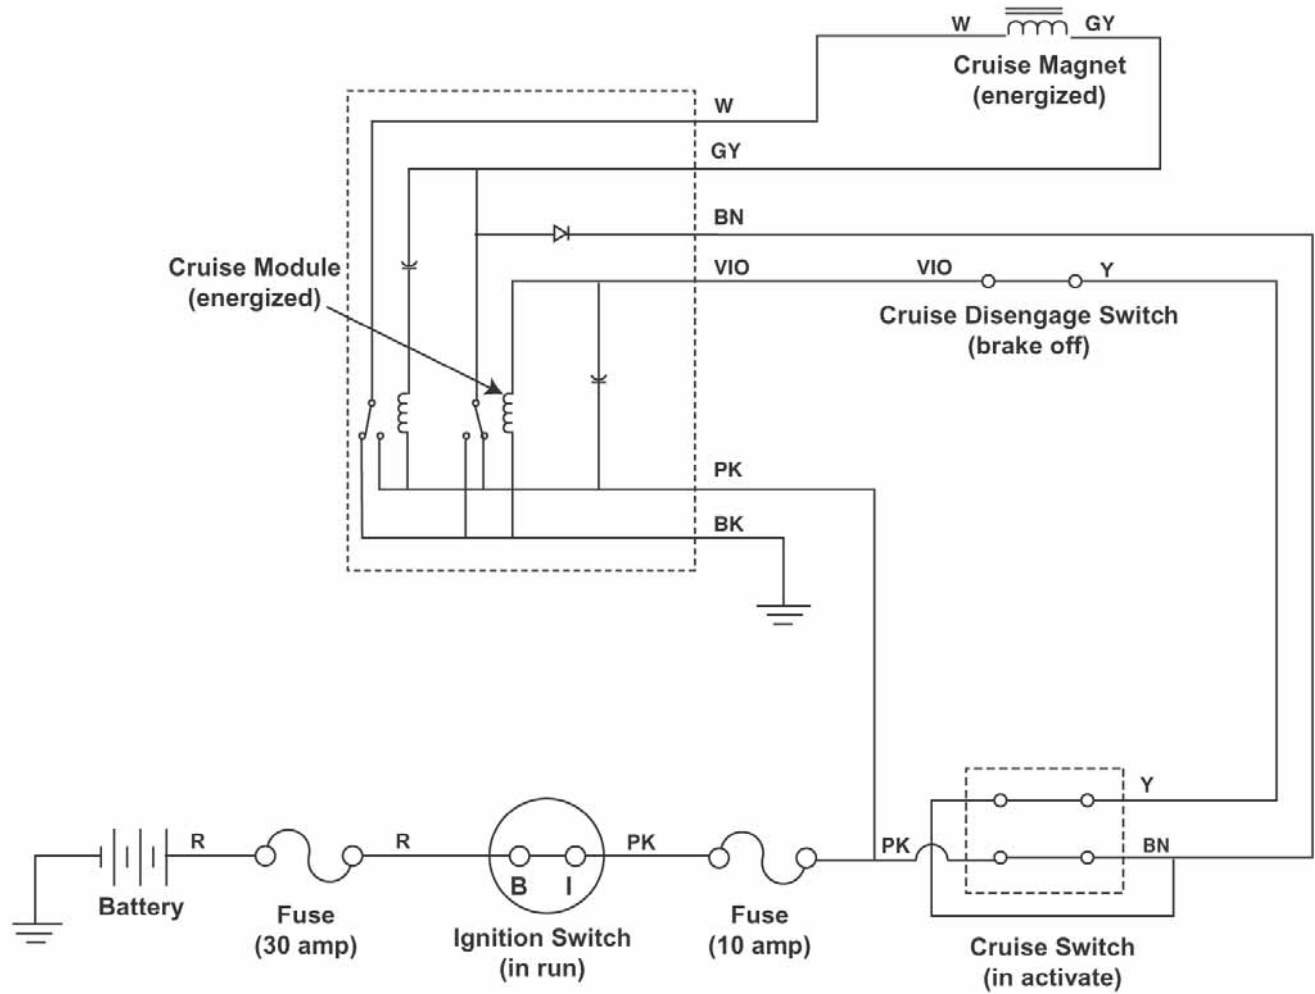 W
GY
Cruise Magnet
(energized)
W
GY
BN
Cruise Module
(energized)
VIO
VIO
Y
Cruise Disengage Switch
(brake off)
PK
BK
Y
R
R
PK
PK
BN
B
I
Battery
Fuse
(30 amp)
Ignition Switch
(in run)
Fuse
(10 amp)
Cruise Switch
(in activate)